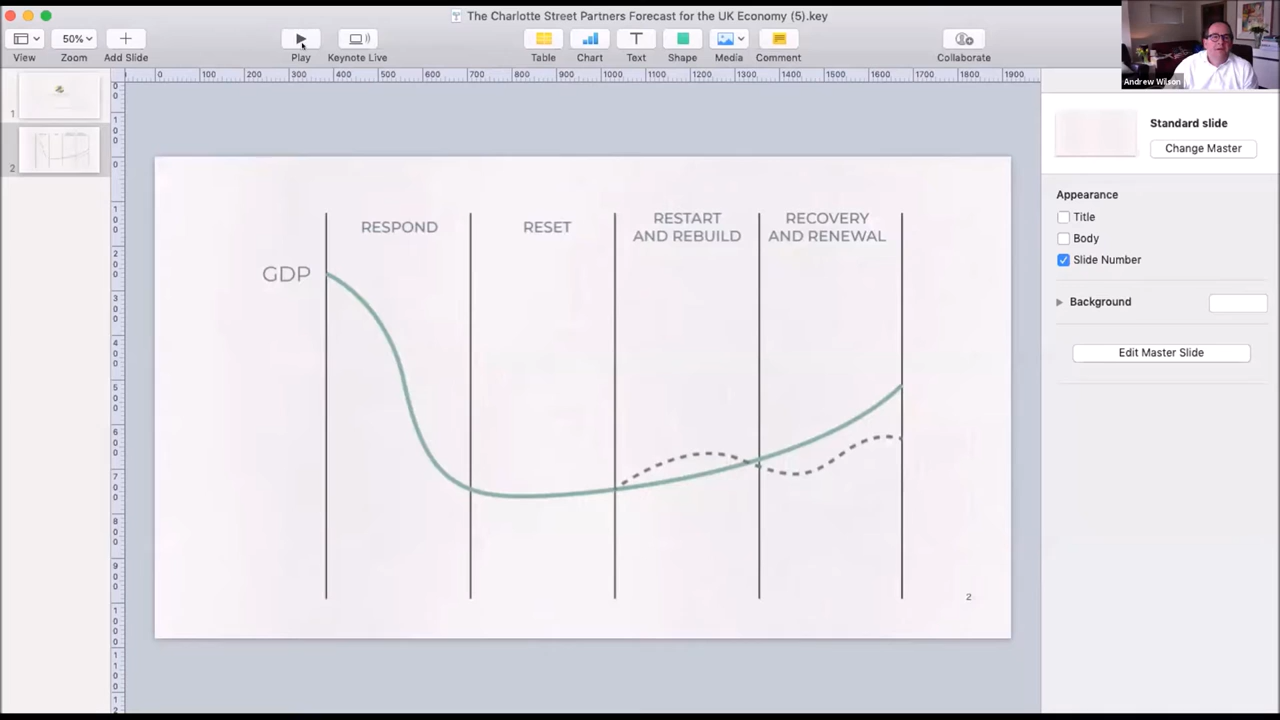 The Charlotte Street Partners Forecast for the UK Economy (5).key
50%
View
Zoom
Add Slide
Play
Keynote Live
Table
Chart
Text
Shape
Media
Comment
Collaborate
Andrew Wilson
0 100 200 300 400 500 600 700 800 900 1000 1100 1200 1300 1400 1500 1600 1700 1800 1900
1
2
RESPOND
RESET
RESTART
AND REBUILD
RECOVERY
AND RENEWAL
GDP
2
Standard slide
Change Master
Appearance
Title
Body
Slide Number
Background
Edit Master Slide